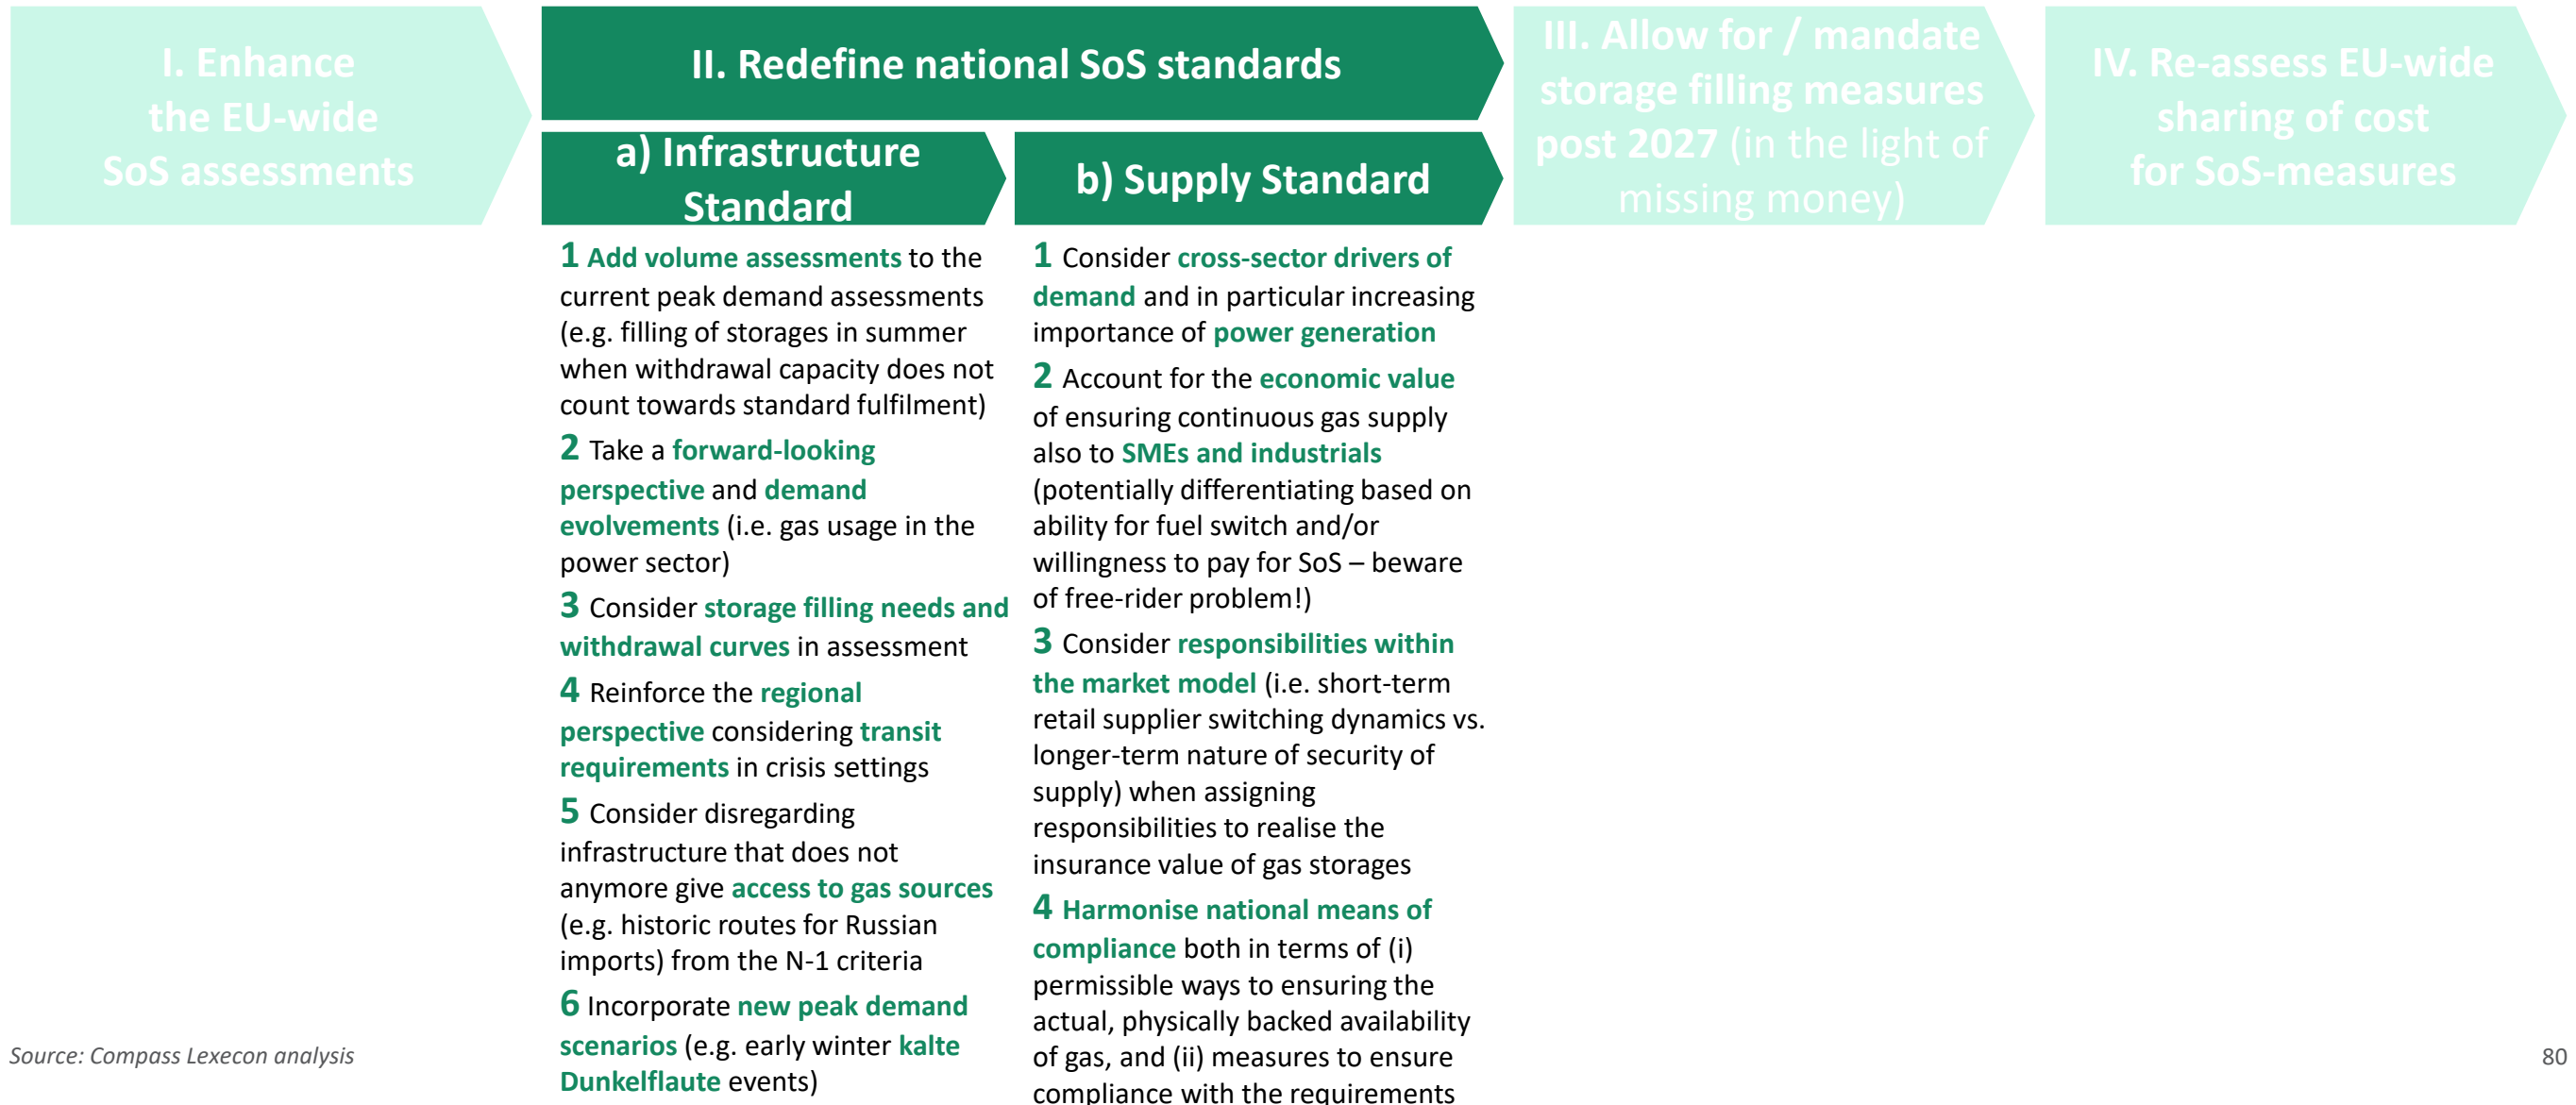 I. Enhance
the EU-wide
SoS assessments
II. Redefine national SoS standards
a) Infrastructure
Standard
b) Supply Standard
III. Allow for / mandate
storage filling measures
post 2027 (in the light of
missing money)
IV. Re-assess EU-wide
sharing of cost
for SoS-measures
1 Add volume assessments to the
current peak demand assessments
(e.g. filling of storages in summer
when withdrawal capacity does not
count towards standard fulfilment)
2 Take a forward-looking
perspective and demand
evolvements (i.e. gas usage in the
power sector)
3 Consider storage filling needs and
withdrawal curves in assessment
4 Reinforce the regional
perspective considering transit
requirements in crisis settings
5 Consider disregarding
infrastructure that does not
anymore give access to gas sources
(e.g. historic routes for Russian
imports) from the N-1 criteria
6 Incorporate new peak demand
scenarios (e.g. early winter kalte
Dunkelflaute events)
1 Consider cross-sector drivers of
demand and in particular increasing
importance of power generation
2 Account for the economic value
of ensuring continuous gas supply
also to SMEs and industrials
(potentially differentiating based on
ability for fuel switch and/or
willingness to pay for SoS – beware
of free-rider problem!)
3 Consider responsibilities within
the market model (i.e. short-term
retail supplier switching dynamics vs.
longer-term nature of security of
supply) when assigning
responsibilities to realise the
insurance value of gas storages
4 Harmonise national means of
compliance both in terms of (i)
permissible ways to ensuring the
actual, physically backed availability
of gas, and (ii) measures to ensure
compliance with the requirements
Source: Compass Lexecon analysis
80